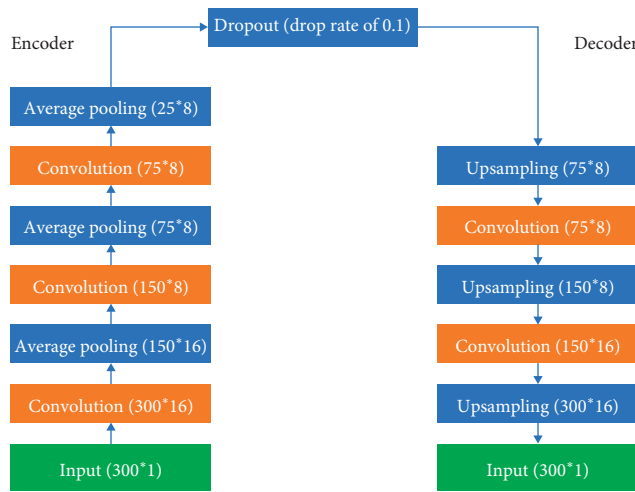 Encoder
Dropout (drop rate of 0.1)
Decoder
Average pooling (25*8)
Convolution (75*8)
Average pooling (75*8)
Convolution (150*8)
Average pooling (150*16)
Convolution (300*16)
Input (300*1)
Upsampling (75*8)
Convolution (75*8)
Upsampling (150*8)
Convolution (150*16)
Upsampling (300*16)
Input (300*1)